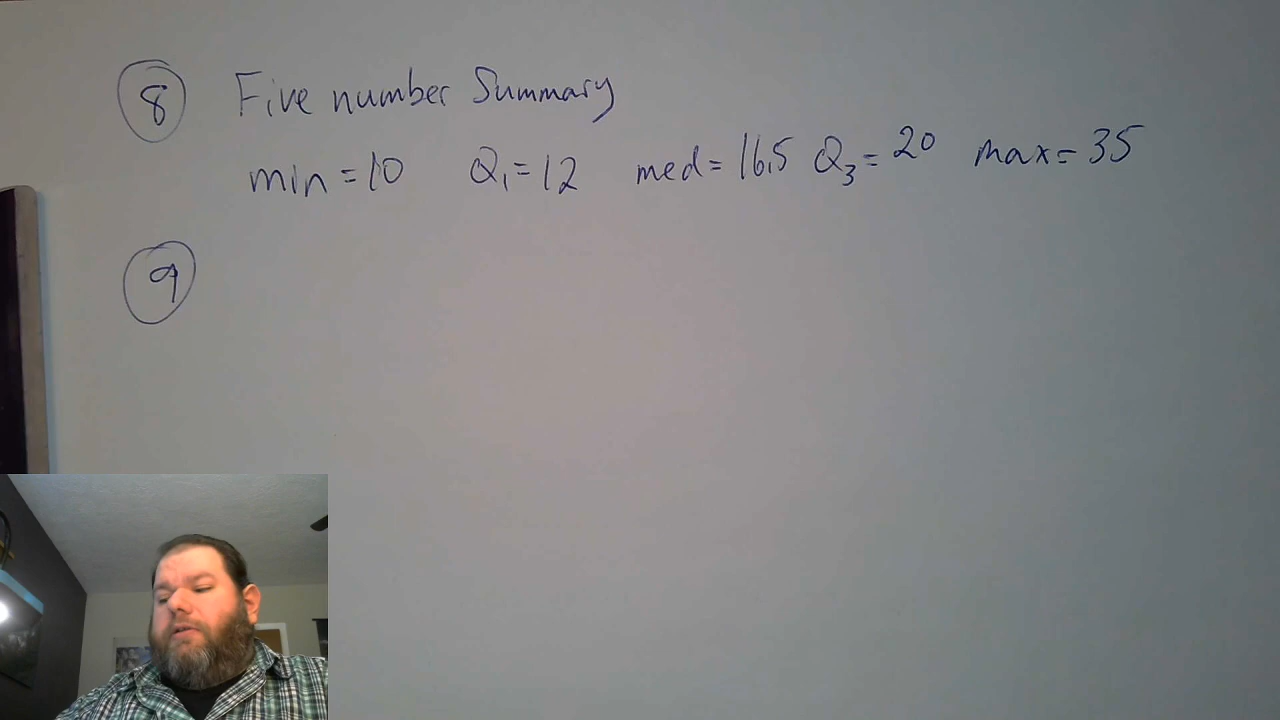 8 Five number Summary
min = 10 Q₁ = 12 med = 16.5 Q₃ = 20 max = 35
9